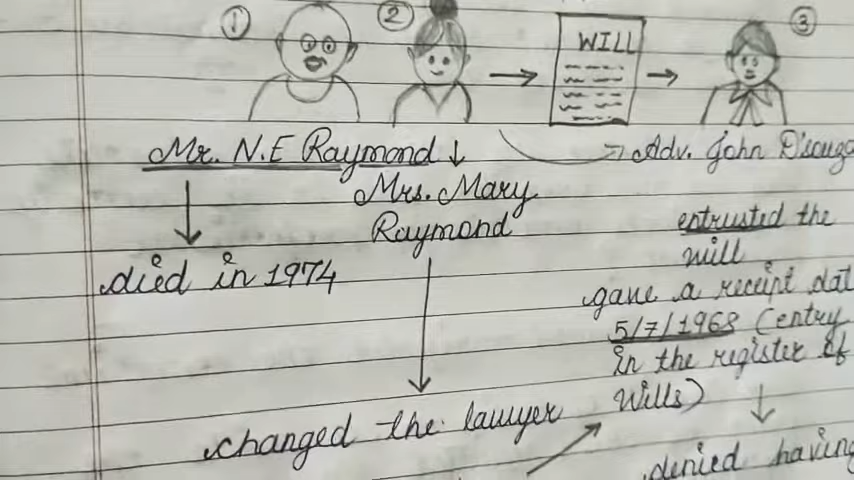 1
2
3
WILL
Mr. N.E Raymond
Adv. John D'souza
Mrs. Mary
Raymond
died in 1974
entrusted the
will
gave a receipt dat
5/7/1968 (entry
in the register of
Wills)
changed the lawyer
denied having